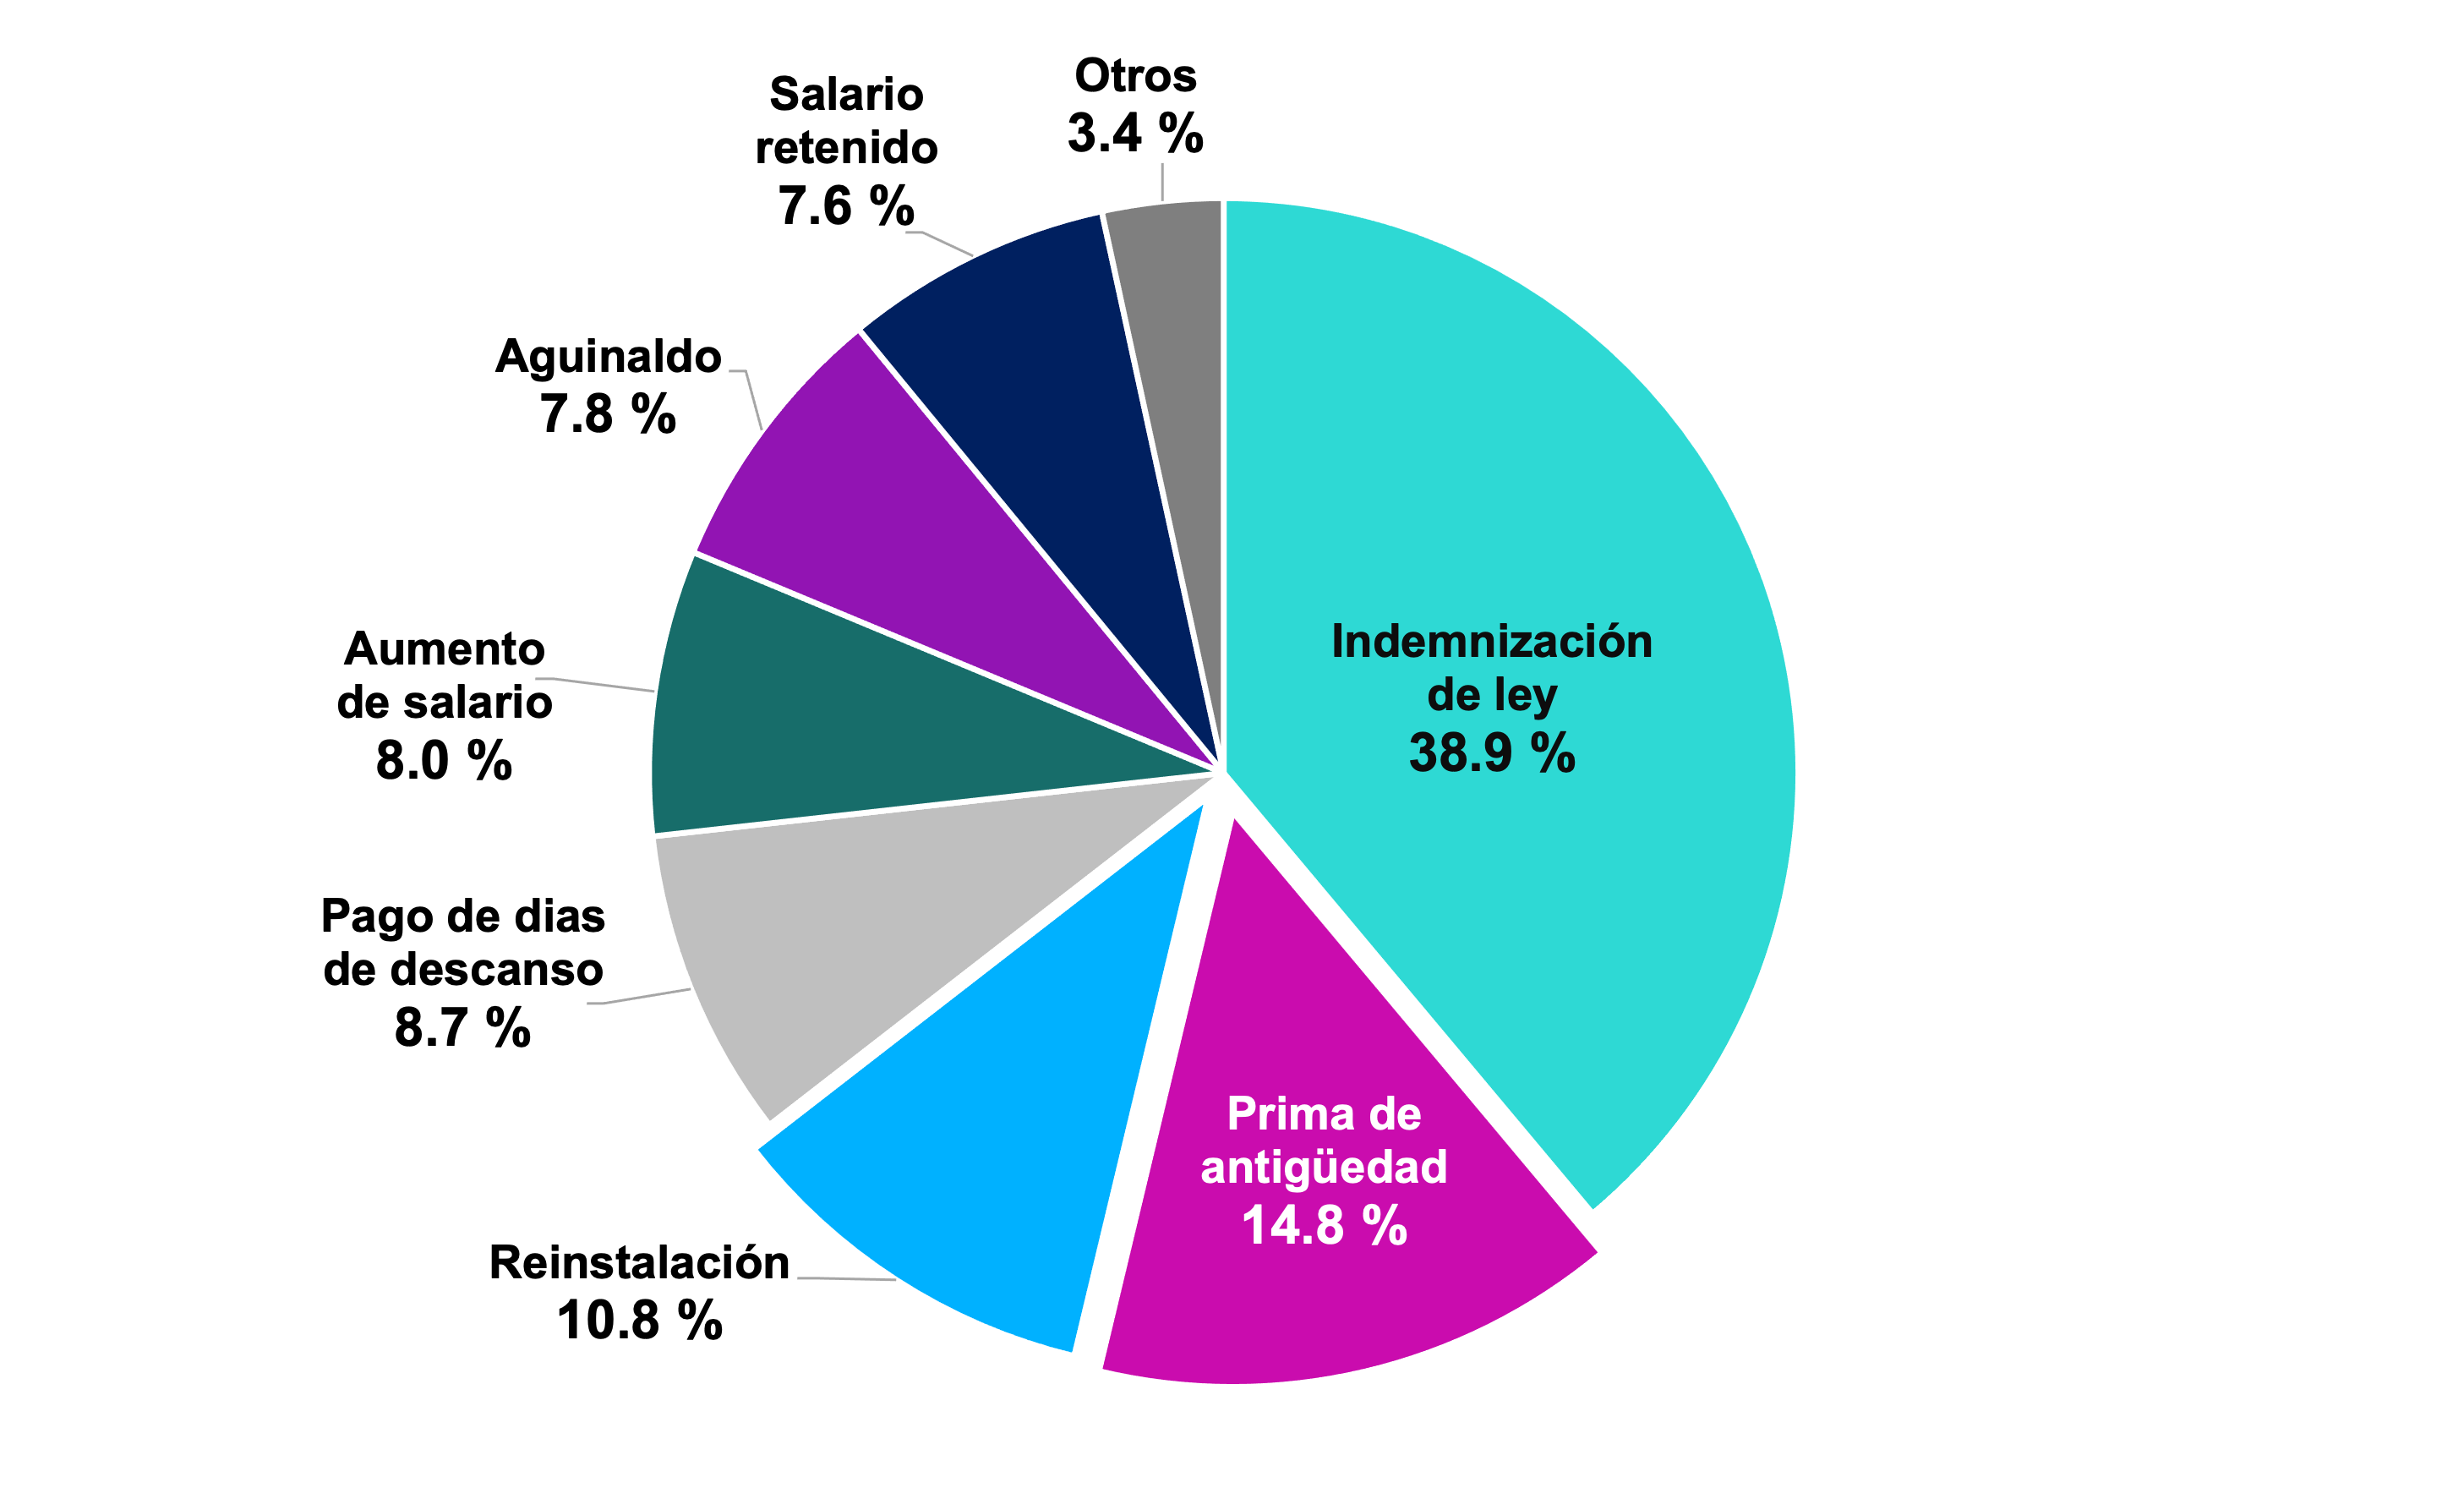 Otros
3.4 %
Salario
retenido
7.6 %
Aguinaldo
7.8 %
Aumento
de salario
8.0 %
Pago de dias
de descanso
8.7 %
Reinstalación
10.8 %
Prima de
antigüedad
14.8 %
Indemnización
de ley
38.9 %